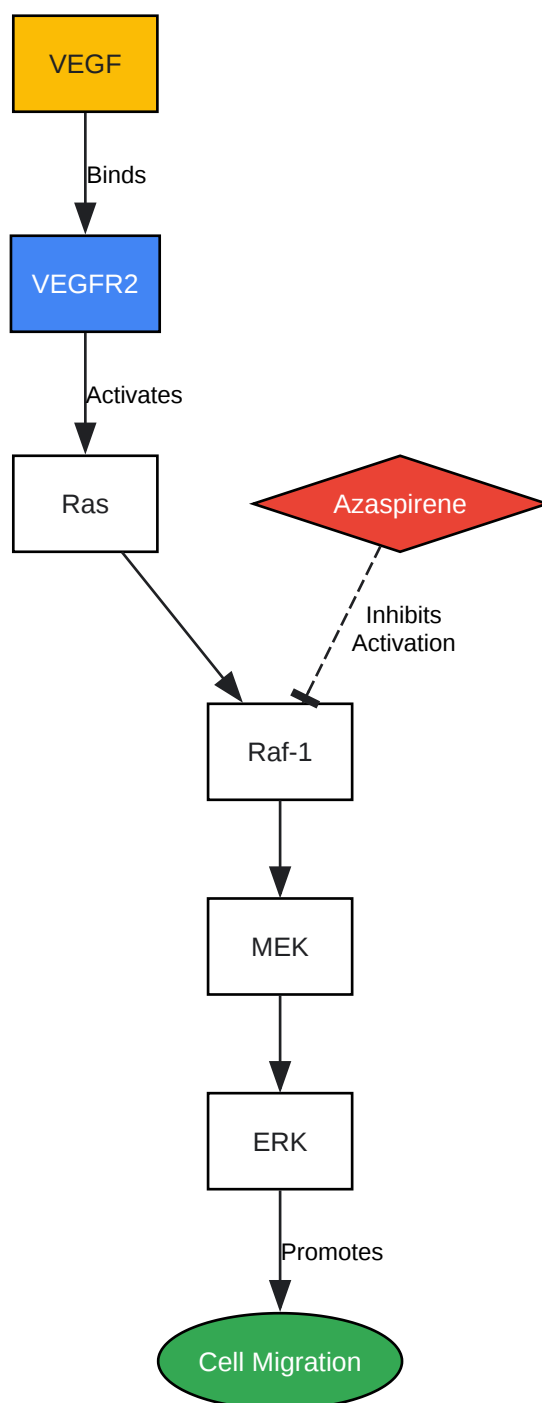 VEGF
Binds
VEGFR2
Activates
Ras
Azaspirene
Inhibits
Activation
Raf-1
MEK
ERK
Promotes
Cell Migration